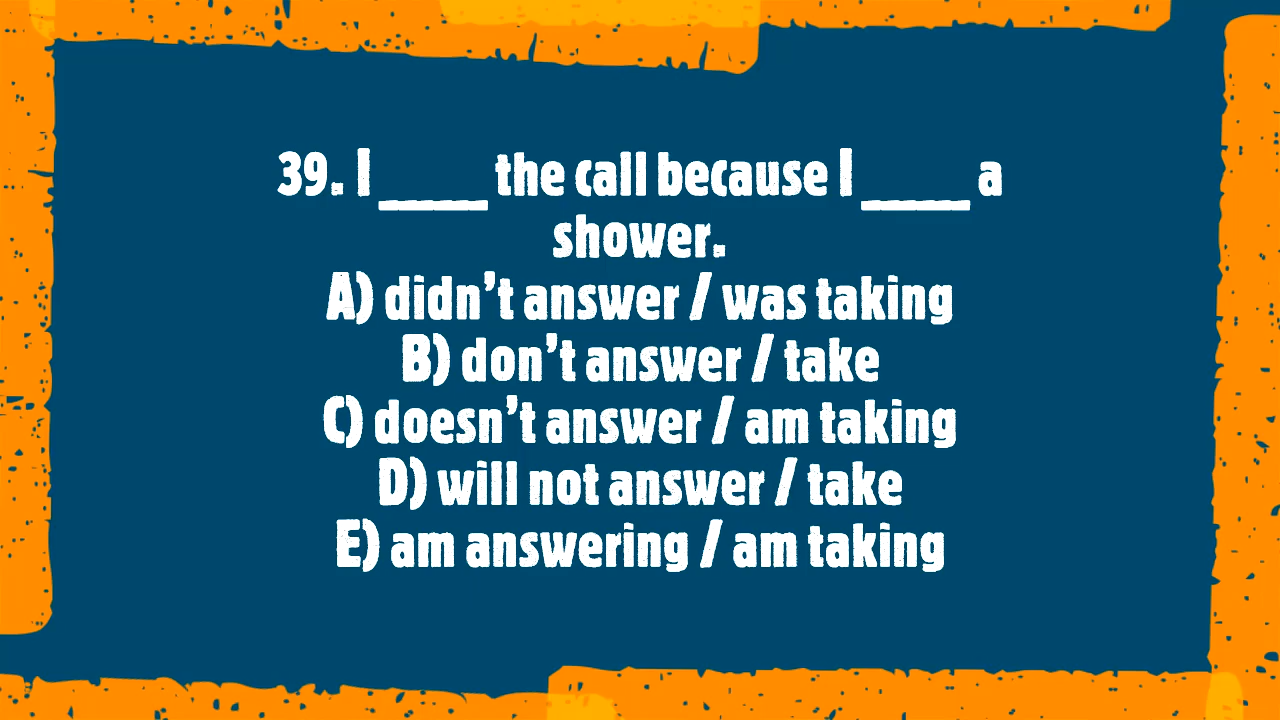 39. I _____ the call because I _____ a
shower.
A) didn’t answer / was taking
B) don’t answer / take
C) doesn’t answer / am taking
D) will not answer / take
E) am answering / am taking